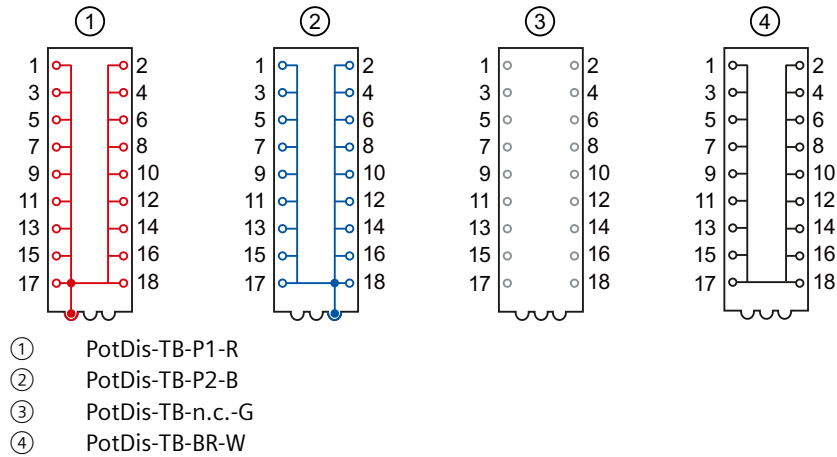 ① ② ③ ④
1 2 1 2 1 2 1 2
3 4 3 4 3 4 3 4
5 6 5 6 5 6 5 6
7 8 7 8 7 8 7 8
9 10 9 10 9 10 9 10
11 12 11 12 11 12 11 12
13 14 13 14 13 14 13 14
15 16 15 16 15 16 15 16
17 18 17 18 17 18 17 18
① PotDis-TB-P1-R
② PotDis-TB-P2-B
③ PotDis-TB-n.c.-G
④ PotDis-TB-BR-W